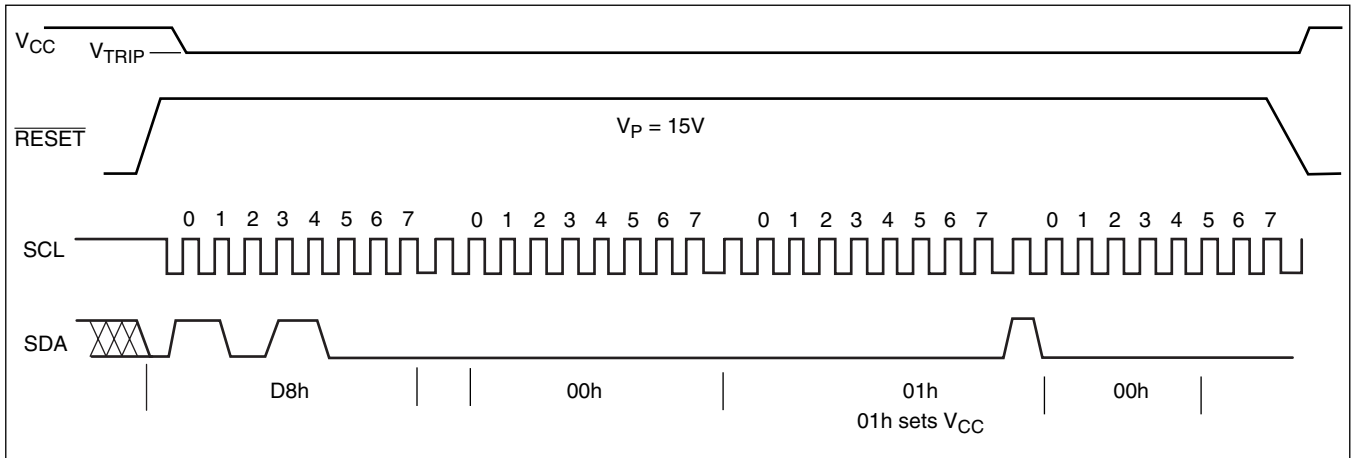 VCC
VTRIP
RESET
VP = 15V
0 1 2 3 4 5 6 7 0 1 2 3 4 5 6 7 0 1 2 3 4 5 6 7 0 1 2 3 4 5 6 7
SCL
SDA
D8h 00h 01h 00h
01h sets VCC